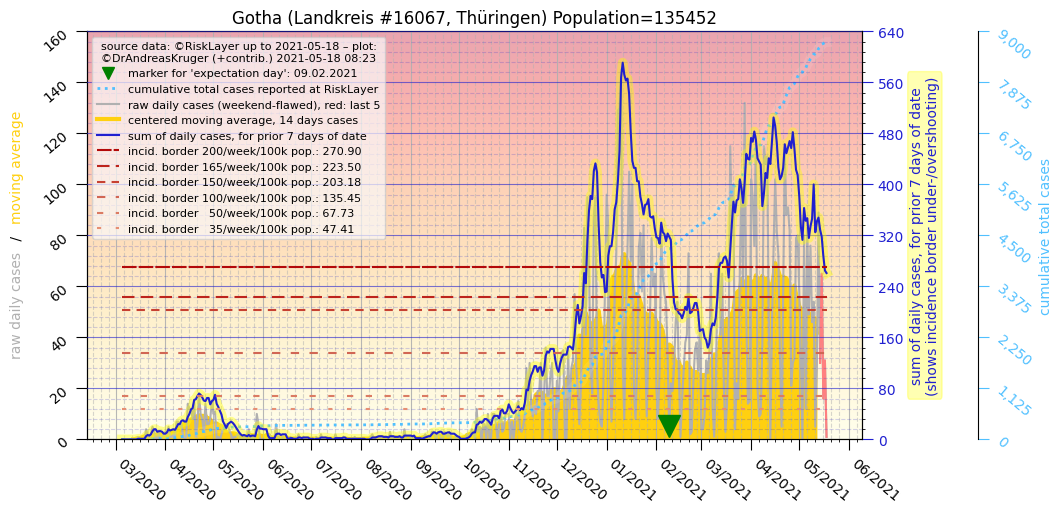 Gotha (Landkreis #16067, Thüringen) Population=135452
source data: ©RiskLayer up to 2021-05-18 – plot:
©DrAndreasKruger (+contrib.) 2021-05-18 08:23
marker for 'expectation day': 09.02.2021
cumulative total cases reported at RiskLayer
raw daily cases (weekend-flawed), red: last 5
centered moving average, 14 days cases
sum of daily cases, for prior 7 days of date
incid. border 200/week/100k pop.: 270.90
incid. border 165/week/100k pop.: 223.50
incid. border 150/week/100k pop.: 203.18
incid. border 100/week/100k pop.: 135.45
incid. border   50/week/100k pop.: 67.73
incid. border   35/week/100k pop.: 47.41
raw daily cases   /   moving average
160
140
120
100
80
60
40
20
0
640
560
480
400
320
240
160
80
0
sum of daily cases, for prior 7 days of date
(shows incidence border under-/overshooting)
9,000
7,875
6,750
5,625
4,500
3,375
2,250
1,125
0
cumulative total cases
03/2020
04/2020
05/2020
06/2020
07/2020
08/2020
09/2020
10/2020
11/2020
12/2020
01/2021
02/2021
03/2021
04/2021
05/2021
06/2021